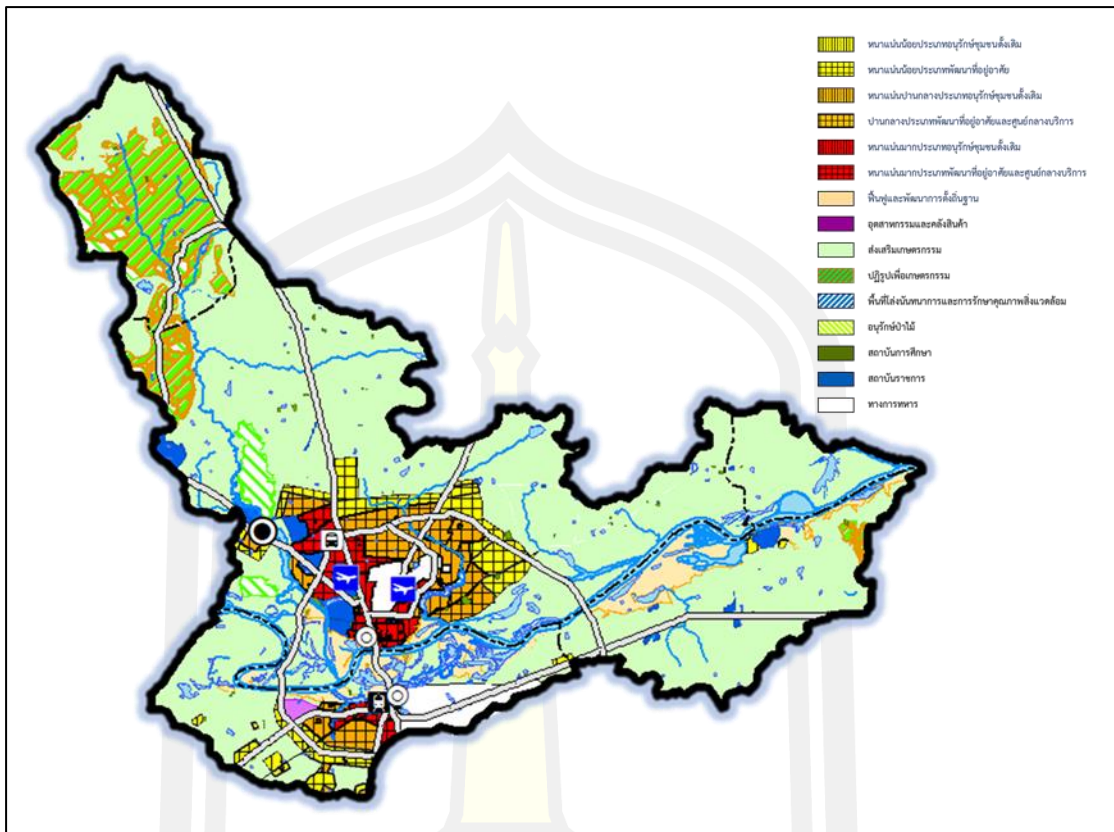 หนาแน่นน้อยประเภทอนุรักษ์ชุมชนดั้งเดิม
หนาแน่นน้อยประเภทพัฒนาที่อยู่อาศัย
หนาแน่นปานกลางประเภทอนุรักษ์ชุมชนดั้งเดิม
ปานกลางประเภทพัฒนาที่อยู่อาศัยและศูนย์กลางบริการ
หนาแน่นมากประเภทอนุรักษ์ชุมชนดั้งเดิม
หนาแน่นมากประเภทพัฒนาที่อยู่อาศัยและศูนย์กลางบริการ
ฟื้นฟูและพัฒนาการตั้งถิ่นฐาน
อุตสาหกรรมและคลังสินค้า
ส่งเสริมเกษตรกรรม
ปฏิรูปเพื่อเกษตรกรรม
พื้นที่โล่งนันทนาการและการรักษาคุณภาพสิ่งแวดล้อม
อนุรักษ์ป่าไม้
สถาบันการศึกษา
สถาบันราชการ
ทางการทหาร